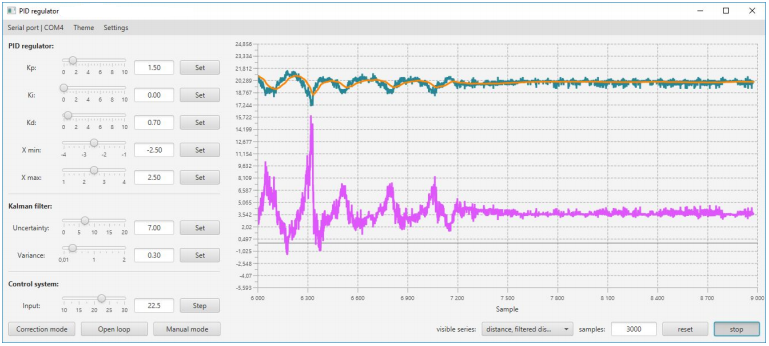 PID regulator
Serial port | COM4 Theme Settings
PID regulator:
Kp: 0 2 4 6 8 10 1.50 Set
Ki: 0 2 4 6 8 10 0.00 Set
Kd: 0 2 4 6 8 10 0.70 Set
X min: -4 -3 -2 -1 -2.50 Set
X max: 1 2 3 4 2.50 Set
Kalman filter:
Uncertainty: 0 5 10 15 20 7.00 Set
Variance: 0.01 1 2 0.30 Set
Control system:
Input: 10 15 20 25 30 22.5 Step
Correction mode Open loop Manual mode
24,856
23,334
21,811
20,289
18,767
17,244
15,722
14,199
12,677
11,154
9,632
8,109
6,587
5,065
3,542
2,02
0,497
-1,025
-2,548
-4,07
-5,593
6 000 6 300 6 600 6 900 7 200 7 500 7 800 8 100 8 400 8 700 9 000
Sample
visible series: distance, filtered dis... samples: 3000 reset stop